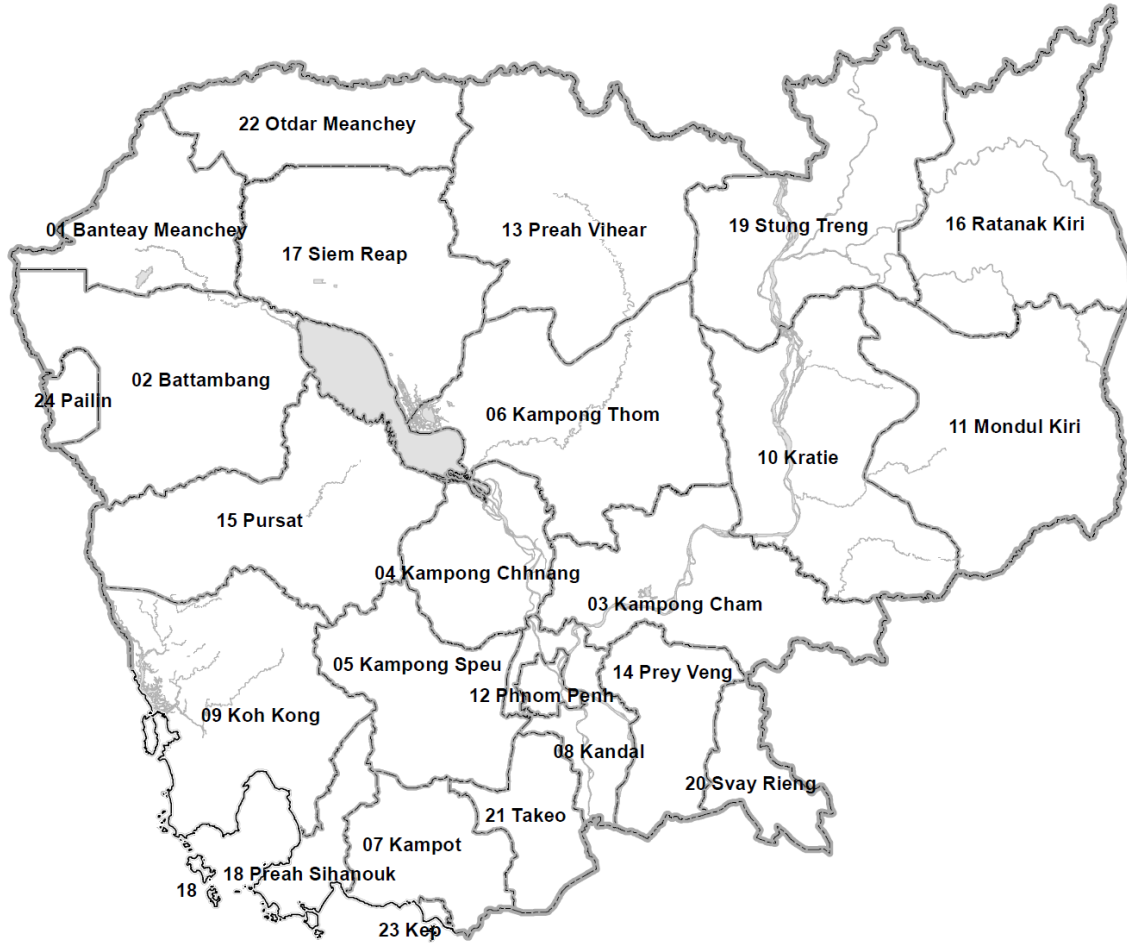 22 Otdar Meanchey
01 Banteay Meanchey
13 Preah Vihear
19 Stung Treng
16 Ratanak Kiri
17 Siem Reap
02 Battambang
24 Pailin
06 Kampong Thom
11 Mondul Kiri
10 Kratie
15 Pursat
04 Kampong Chhnang
03 Kampong Cham
05 Kampong Speu
14 Prey Veng
12 Phnom Penh
09 Koh Kong
08 Kandal
20 Svay Rieng
21 Takeo
07 Kampot
18 Preah Sihanouk
18
23 Kep